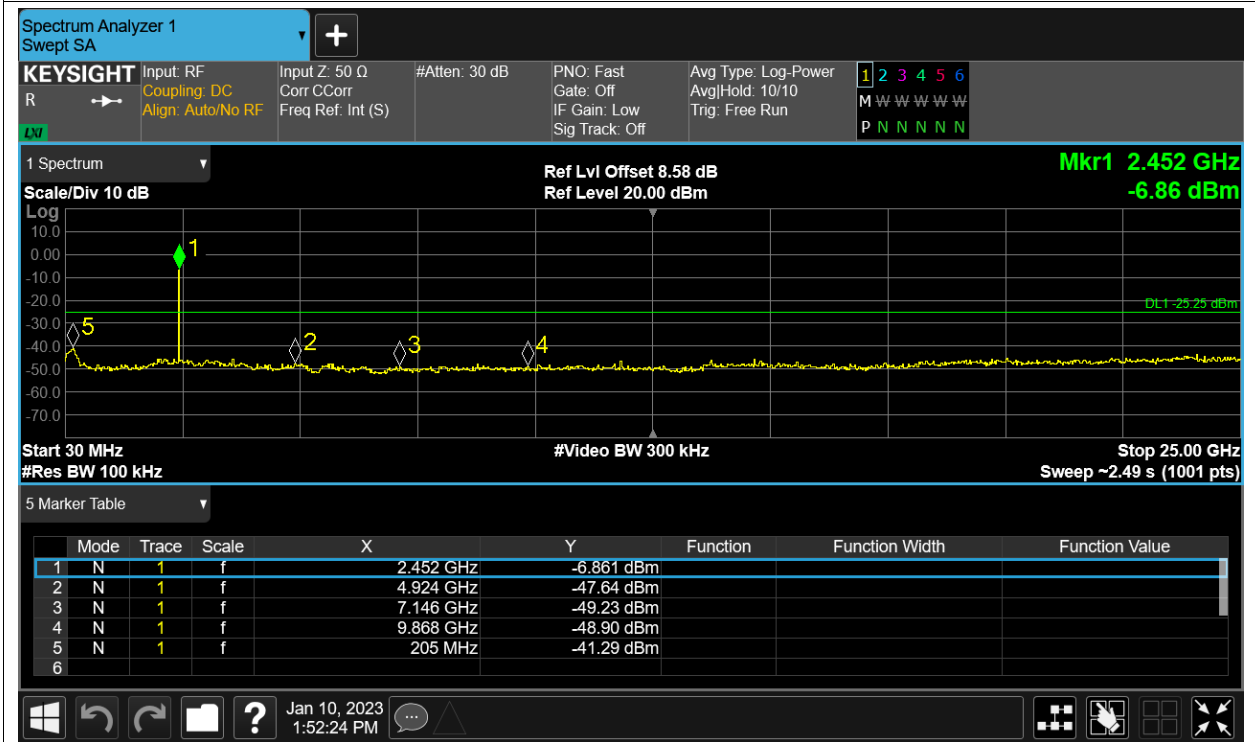 Spectrum Analyzer 1
Swept SA
+
KEYSIGHT
R
LXI
Input: RF
Coupling: DC
Align: Auto/No RF
Input Z: 50 Ω
Corr CCorr
Freq Ref: Int (S)
#Atten: 30 dB
PNO: Fast
Gate: Off
IF Gain: Low
Sig Track: Off
Avg Type: Log-Power
Avg|Hold: 10/10
Trig: Free Run
1 2 3 4 5 6
M W W W W W
P N N N N N
1 Spectrum
Scale/Div 10 dB
Ref Lvl Offset 8.58 dB
Ref Level 20.00 dBm
Mkr1 2.452 GHz
-6.86 dBm
Log
10.0
0.00
-10.0
-20.0
-30.0
-40.0
-50.0
-60.0
-70.0
1
5
2
3
4
DL1 -25.25 dBm
Start 30 MHz
#Video BW 300 kHz
Stop 25.00 GHz
#Res BW 100 kHz
Sweep ~2.49 s (1001 pts)
5 Marker Table
Mode Trace Scale X Y Function Function Width Function Value
1 N 1 f 2.452 GHz -6.861 dBm
2 N 1 f 4.924 GHz -47.64 dBm
3 N 1 f 7.146 GHz -49.23 dBm
4 N 1 f 9.868 GHz -48.90 dBm
5 N 1 f 205 MHz -41.29 dBm
6
?
Jan 10, 2023
1:52:24 PM